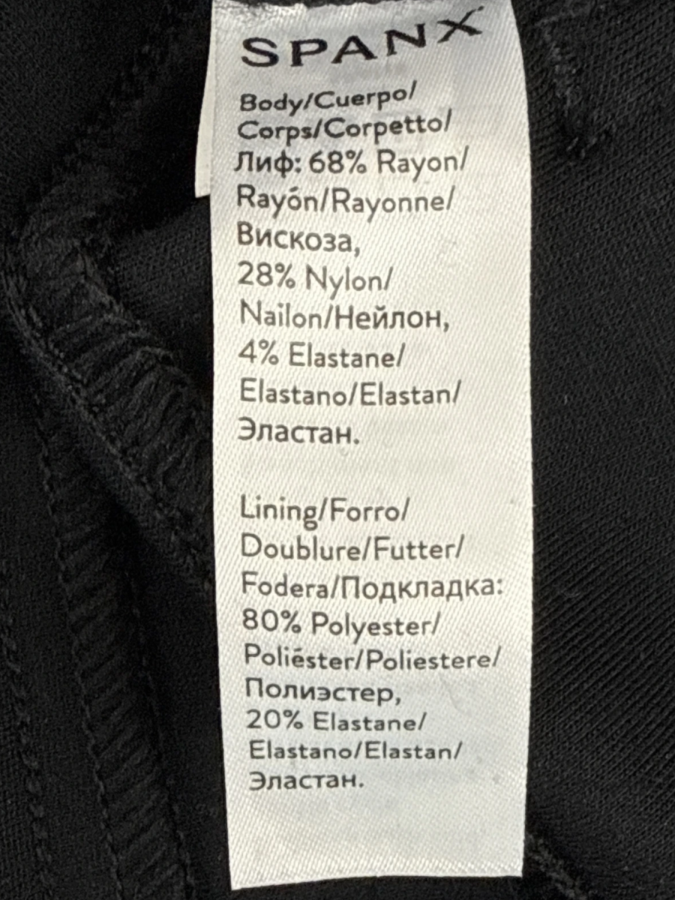 SPANX
Body/Cuerpo/
Corps/Corpetto/
Лиф: 68% Rayon/
Rayón/Rayonne/
Вискоза,
28% Nylon/
Nailon/Нейлон,
4% Elastane/
Elastano/Elastan/
Эластан.
Lining/Forro/
Doublure/Futter/
Fodera/Подкладка:
80% Polyester/
Poliéster/Poliestere/
Полиэстер,
20% Elastane/
Elastano/Elastan/
Эластан.